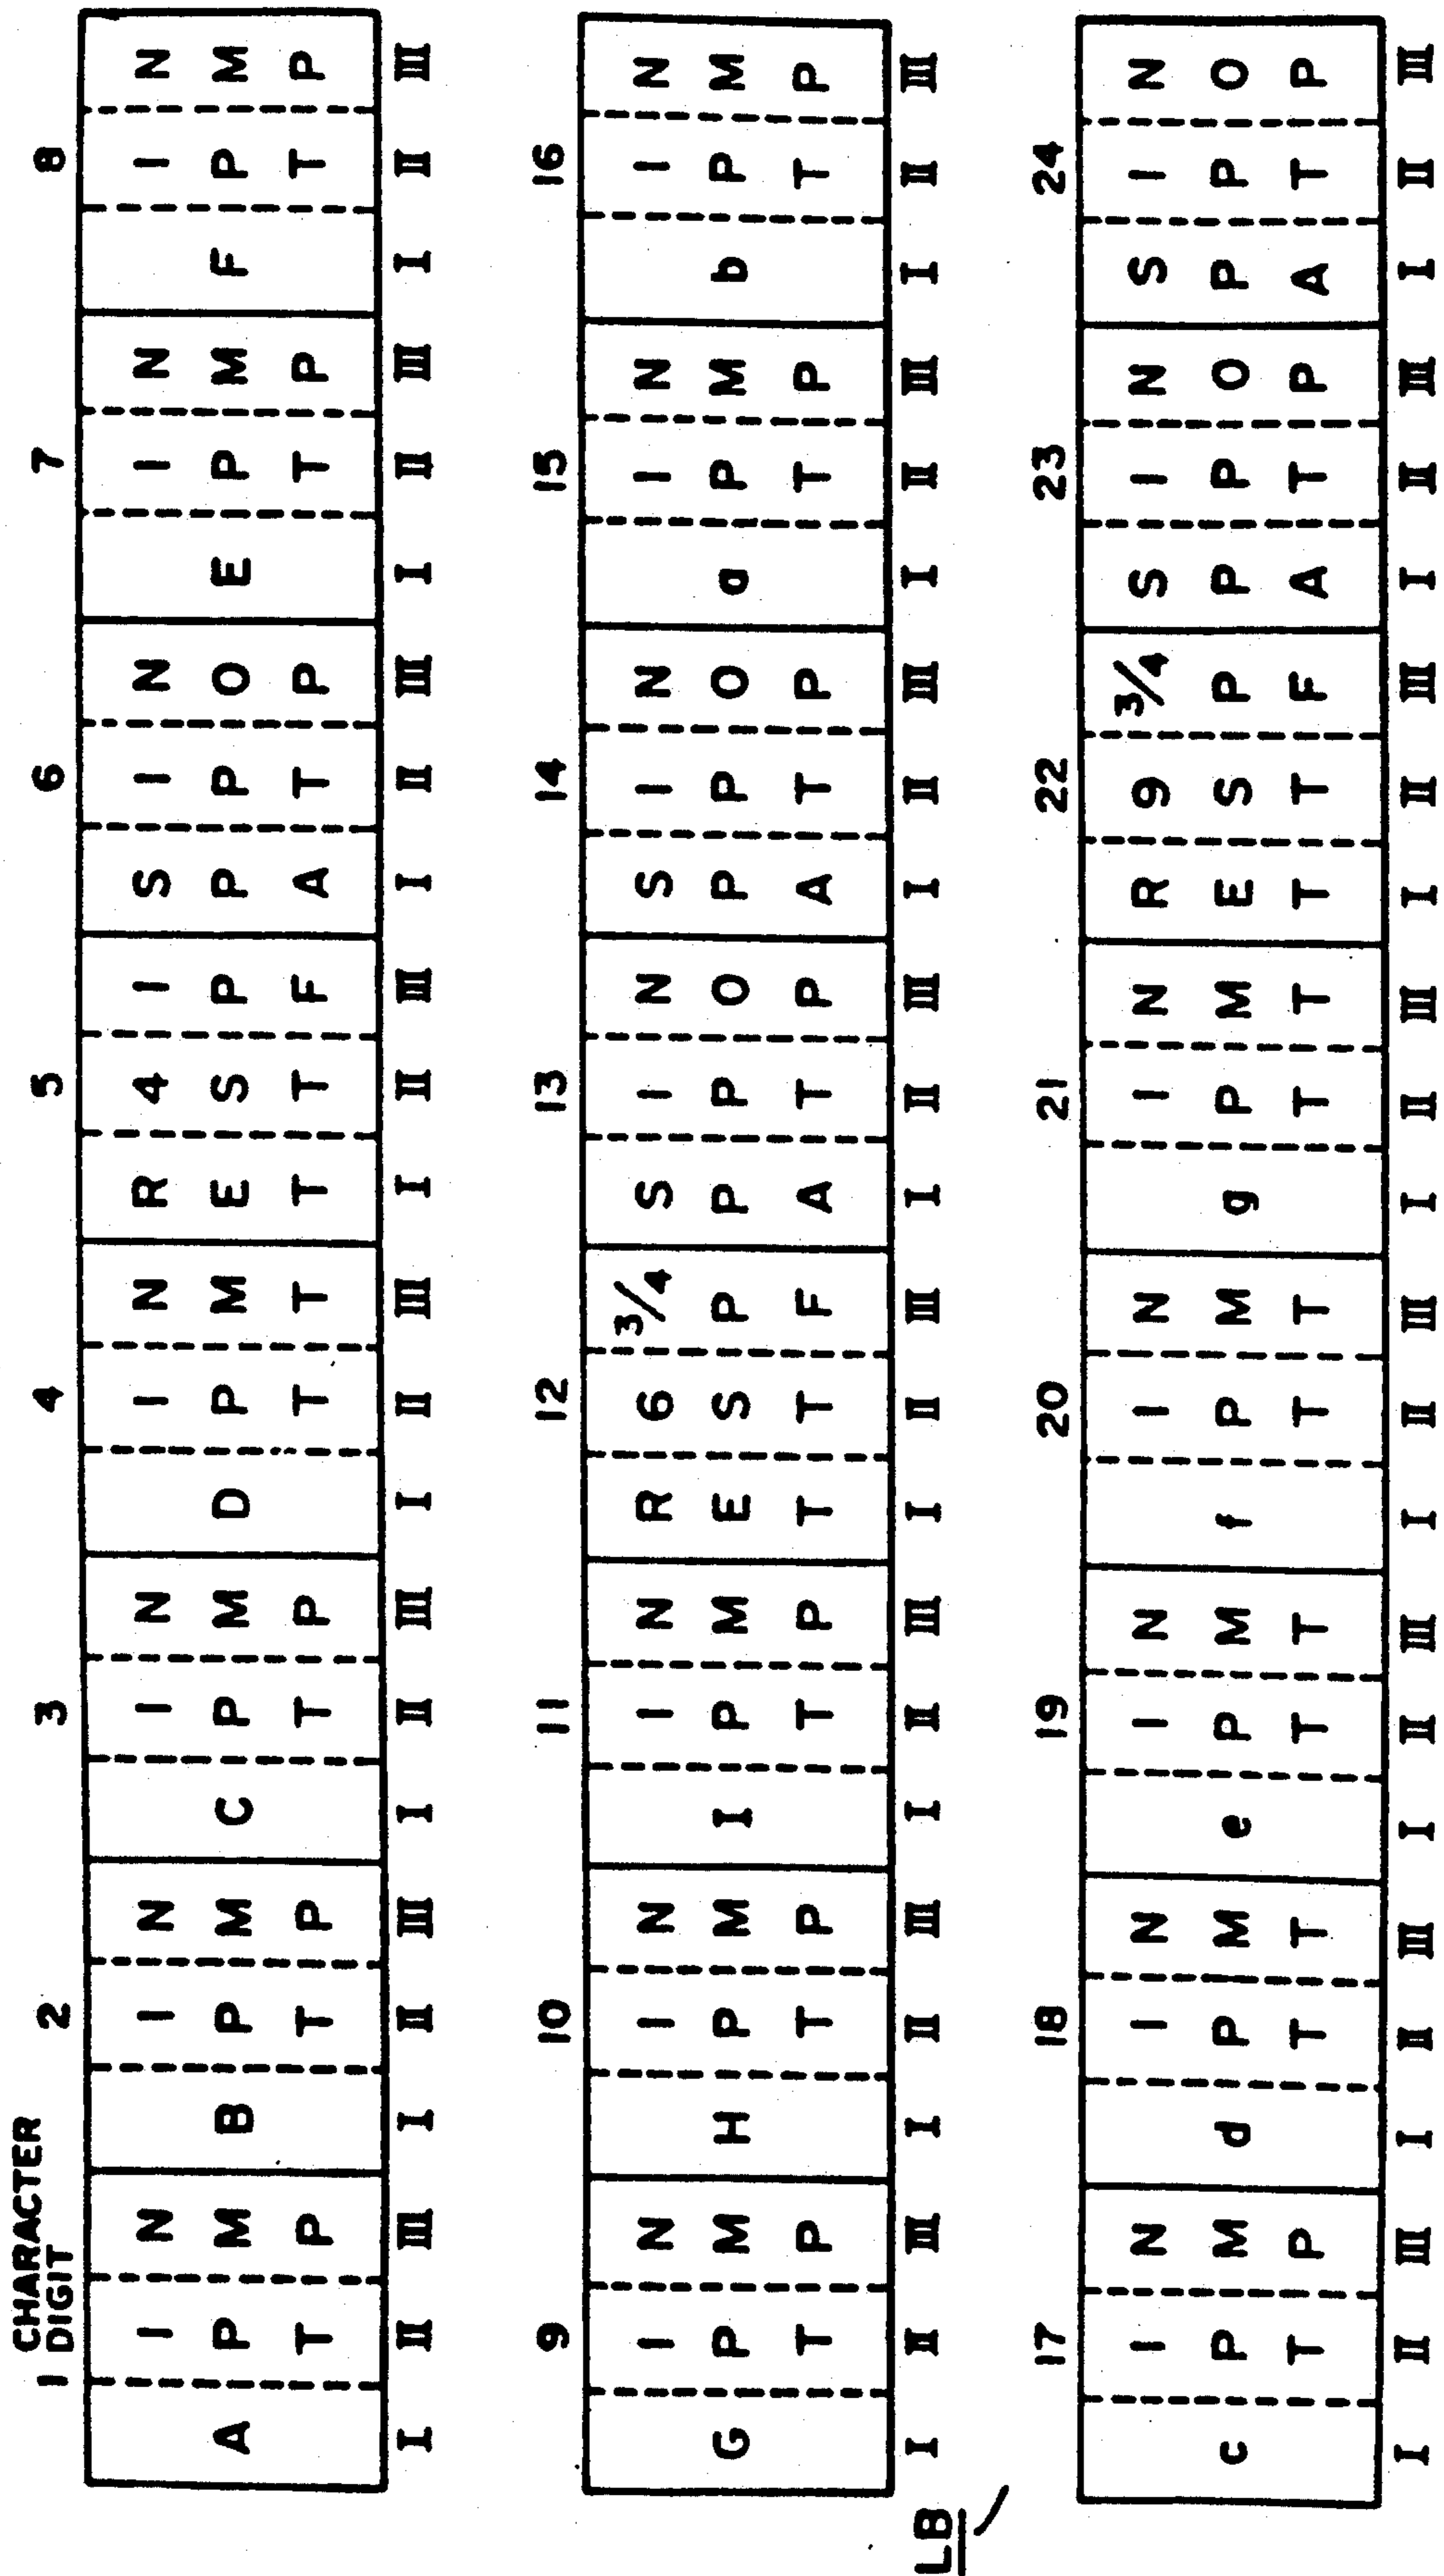 CHARACTER
1 DIGIT 2 3 4 5 6 7 8
I N I N I N I N R 4 I S I N I N I N
A P M B P M C P M D P M E S P P P O E P M F P M
T P T P T P T T T T F A T P T P T P
I II III I II III I II III I II III I II III I II III I II III I II III
9 10 11 12 13 14 15 16
I N I N I N R 6 3/4 S I N S I N I N I N
G P M H P M I P M E S P P P O P P O a P M b P M
T P T P T P T T F A T P A T P T P T P
I II III I II III I II III I II III I II III I II III I II III I II III
LB
17 18 19 20 21 22 23 24
I N I N I N I N I N R 9 3/4 S I N S I N
c P M d P M e P M f P M g P M E S P P P O P P O
T P T T T T T T T T T T F A T P A T P
I II III I II III I II III I II III I II III I II III I II III I II III